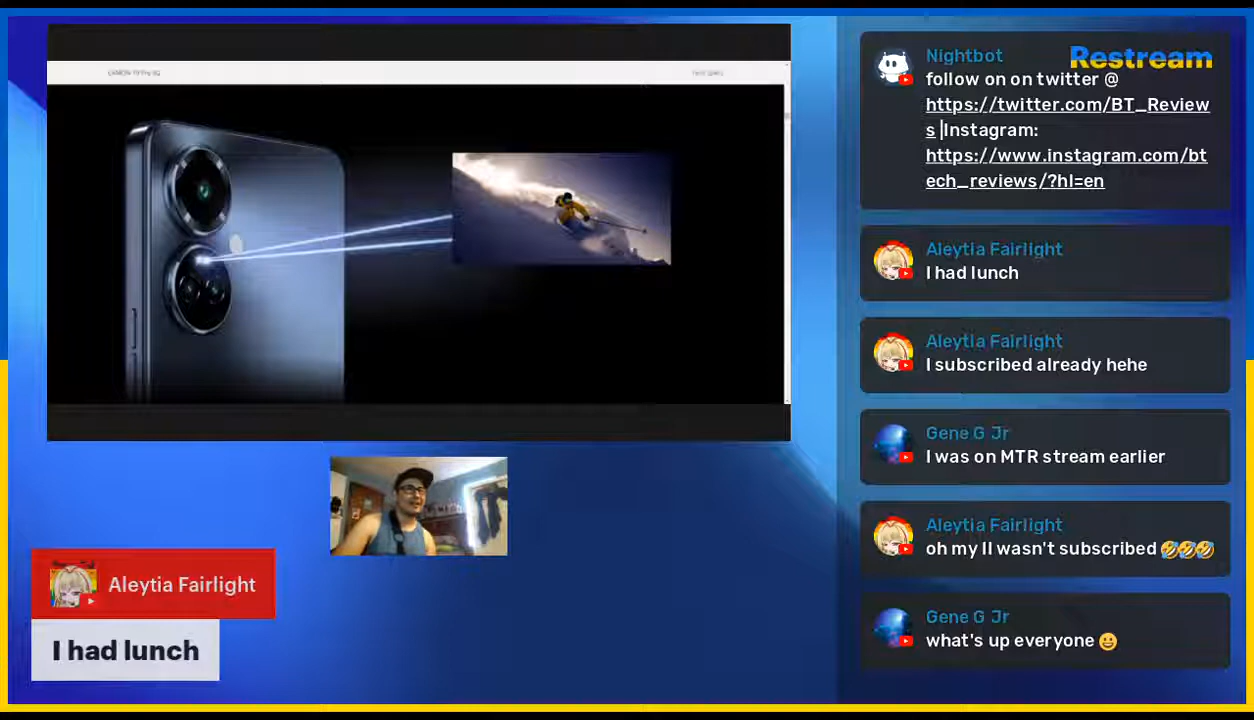 Restream
Nightbot
follow on on twitter @
https://twitter.com/BT_Review
s |Instagram:
https://www.instagram.com/bt
ech_reviews/?hl=en
Aleytia Fairlight
I had lunch
Aleytia Fairlight
I subscribed already hehe
Gene G Jr
I was on MTR stream earlier
Aleytia Fairlight
oh my II wasn't subscribed 🤣🤣🤣
Gene G Jr
what's up everyone 😀
Aleytia Fairlight
I had lunch